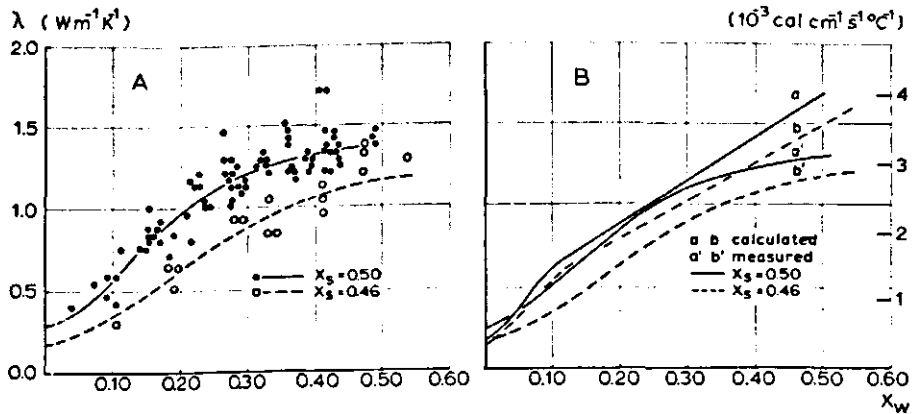 λ (Wm⁻¹K⁻¹)
(10⁻³ cal cm⁻¹ s⁻¹ °C⁻¹)
2.0
1.5
1.0
0.5
0.0
A
● —— Xs=0.50
○ --- Xs=0.46
0.10 0.20 0.30 0.40 0.50 0.60
B
a
b
a'
b'
a b calculated
a' b' measured
—— Xs=0.50
---- Xs=0.46
4
3
2
1
0.10 0.20 0.30 0.40 0.50 0.60
Xw